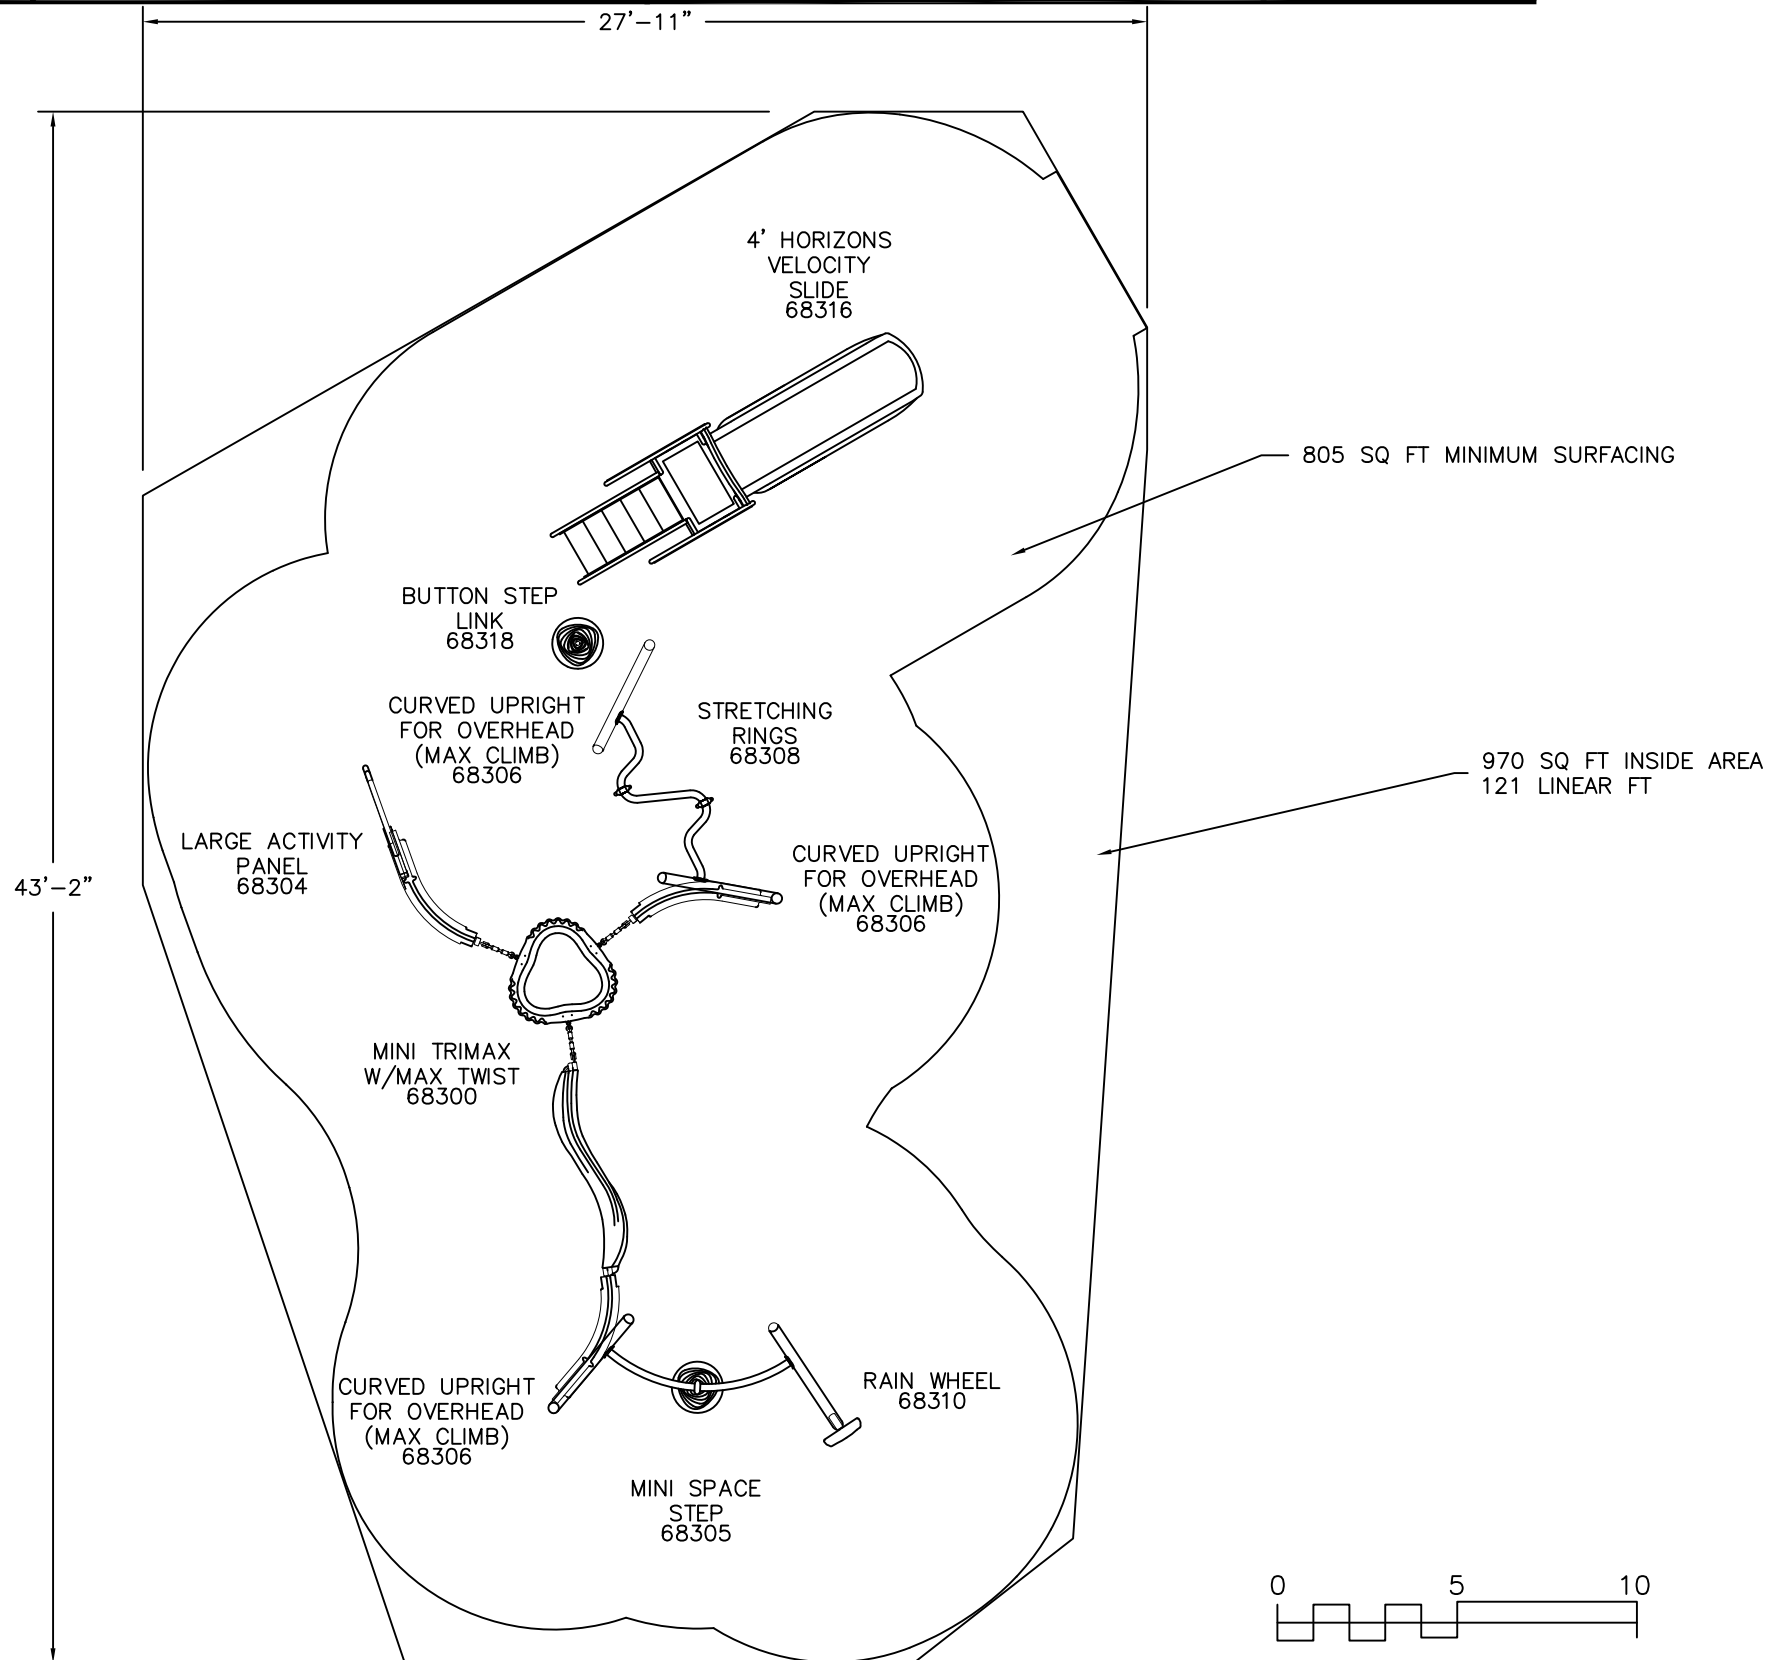 27'-11"
4' HORIZONS
VELOCITY
SLIDE
68316
805 SQ FT MINIMUM SURFACING
BUTTON STEP
LINK
68318
CURVED UPRIGHT
FOR OVERHEAD
(MAX CLIMB)
68306
STRETCHING
RINGS
68308
970 SQ FT INSIDE AREA
121 LINEAR FT
LARGE ACTIVITY
PANEL
68304
43'-2"
CURVED UPRIGHT
FOR OVERHEAD
(MAX CLIMB)
68306
MINI TRIMAX
W/MAX TWIST
68300
CURVED UPRIGHT
FOR OVERHEAD
(MAX CLIMB)
68306
RAIN WHEEL
68310
MINI SPACE
STEP
68305
0 5 10